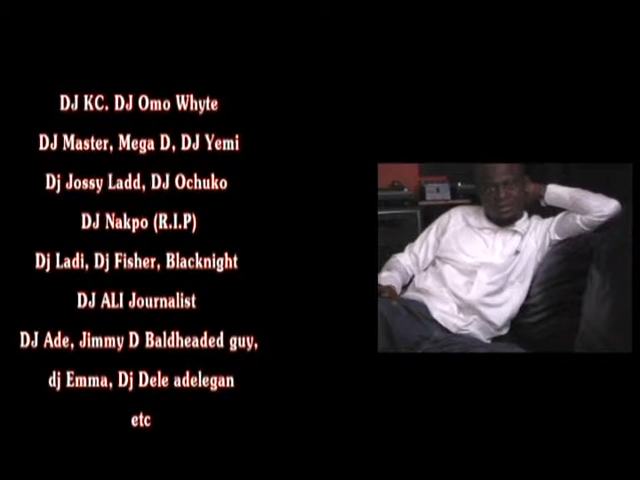 DJ KC. DJ Omo Whyte
DJ Master, Mega D, DJ Yemi
Dj Jossy Ladd, DJ Ochuko
DJ Nakpo (R.I.P)
Dj Ladi, Dj Fisher, Blacknight
DJ ALI Journalist
DJ Ade, Jimmy D Baldheaded guy,
dj Emma, Dj Dele adelegan
etc